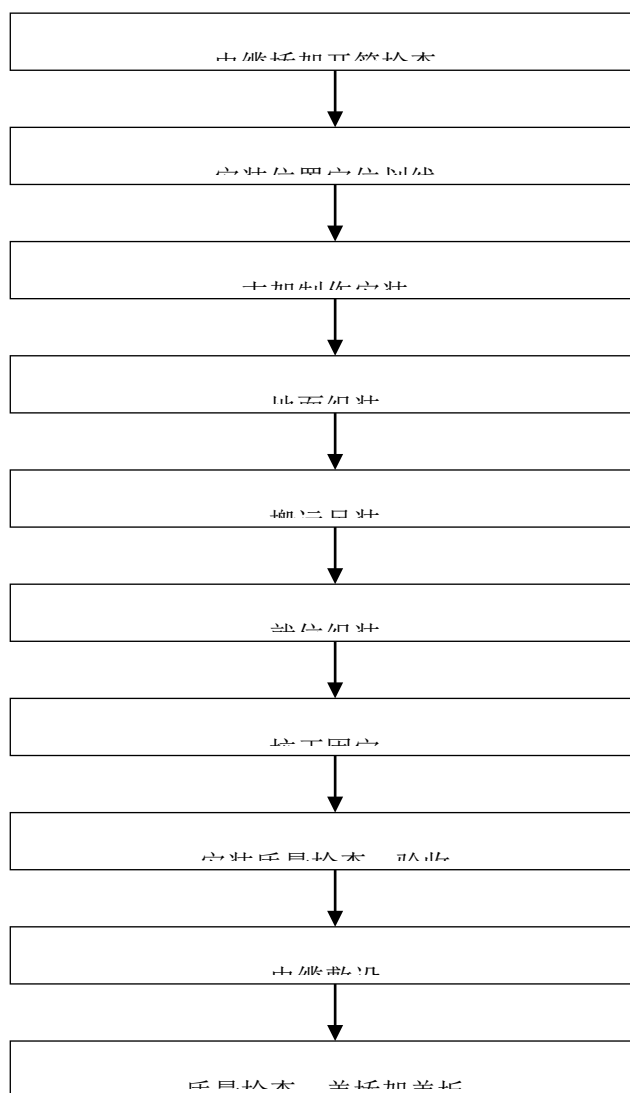 电缆桥架开箱检查
安装位置定位划线
支架制作安装
地面组装
搬运吊装
就位组装
校正固定
安装质量检查、验收
电缆敷设
质量检查、盖桥架盖板